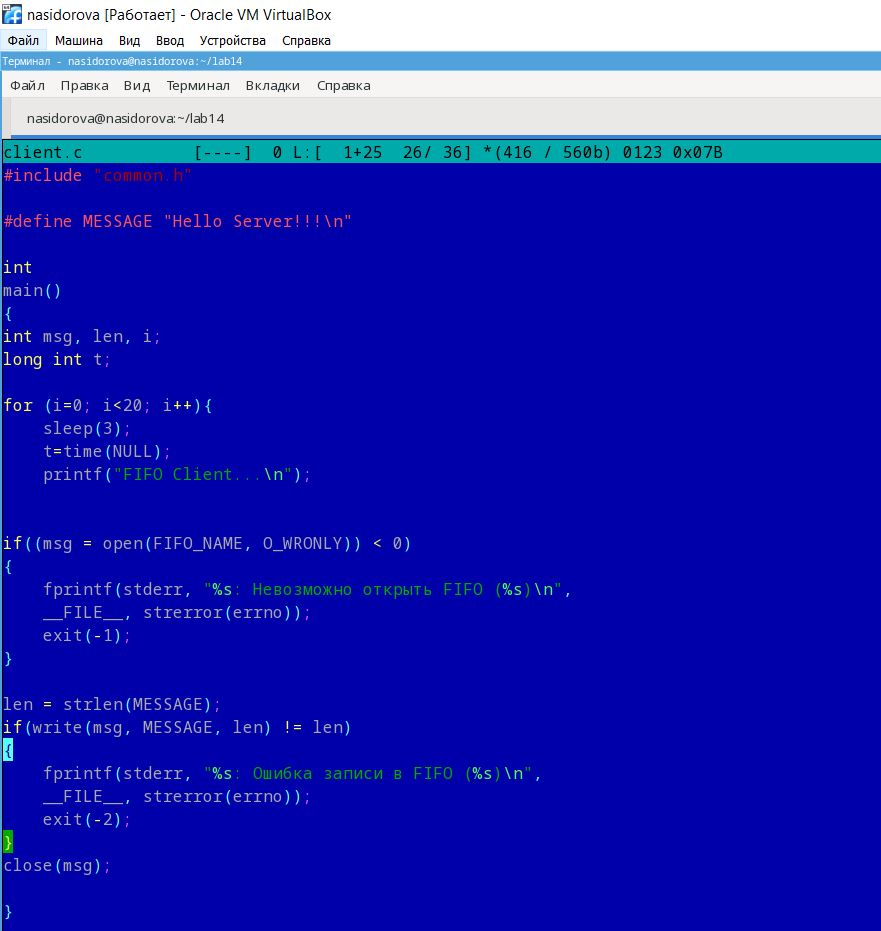 nasidorova [Работает] - Oracle VM VirtualBox
Файл Машина Вид Ввод Устройства Справка
Терминал - nasidorova@nasidorova:~/lab14
Файл Правка Вид Терминал Вкладки Справка
nasidorova@nasidorova:~/lab14
client.c [----] 0 L:[ 1+25 26/ 36] *(416 / 560b) 0123 0x07B
#include "common.h"
#define MESSAGE "Hello Server!!!\n"
int
main()
{
int msg, len, i;
long int t;
for (i=0; i<20; i++){
    sleep(3);
    t=time(NULL);
    printf("FIFO Client...\n");
if((msg = open(FIFO_NAME, O_WRONLY)) < 0)
{
    fprintf(stderr, "%s: Невозможно открыть FIFO (%s)\n",
    __FILE__, strerror(errno));
    exit(-1);
}
len = strlen(MESSAGE);
if(write(msg, MESSAGE, len) != len)
{
    fprintf(stderr, "%s: Ошибка записи в FIFO (%s)\n",
    __FILE__, strerror(errno));
    exit(-2);
}
close(msg);
}